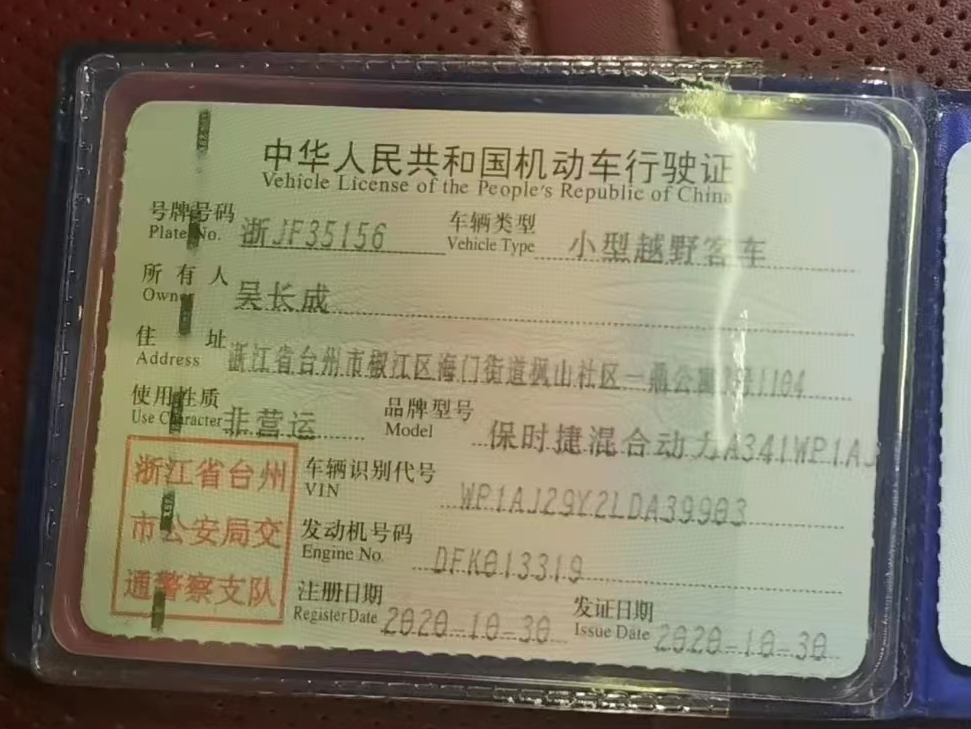 中华人民共和国机动车行驶证
Vehicle License of the People's Republic of China
号牌号码 浙JF35156 车辆类型 小型越野客车
Plate No. Vehicle Type
所有人 吴长成
Owner
住址 浙江省台州市椒江区海门街道枫山社区一鼎公寓3号1104
Address
使用性质 非营运 品牌型号 保时捷混合动力A341WP1AJ
Use Character Model
浙江省台州 车辆识别代号 WP1AJ29Y2LDA39903
VIN
市公安局交 发动机号码 DFK013319
Engine No.
通警察支队 注册日期 2020-10-30 发证日期 2020-10-30
Register Date Issue Date